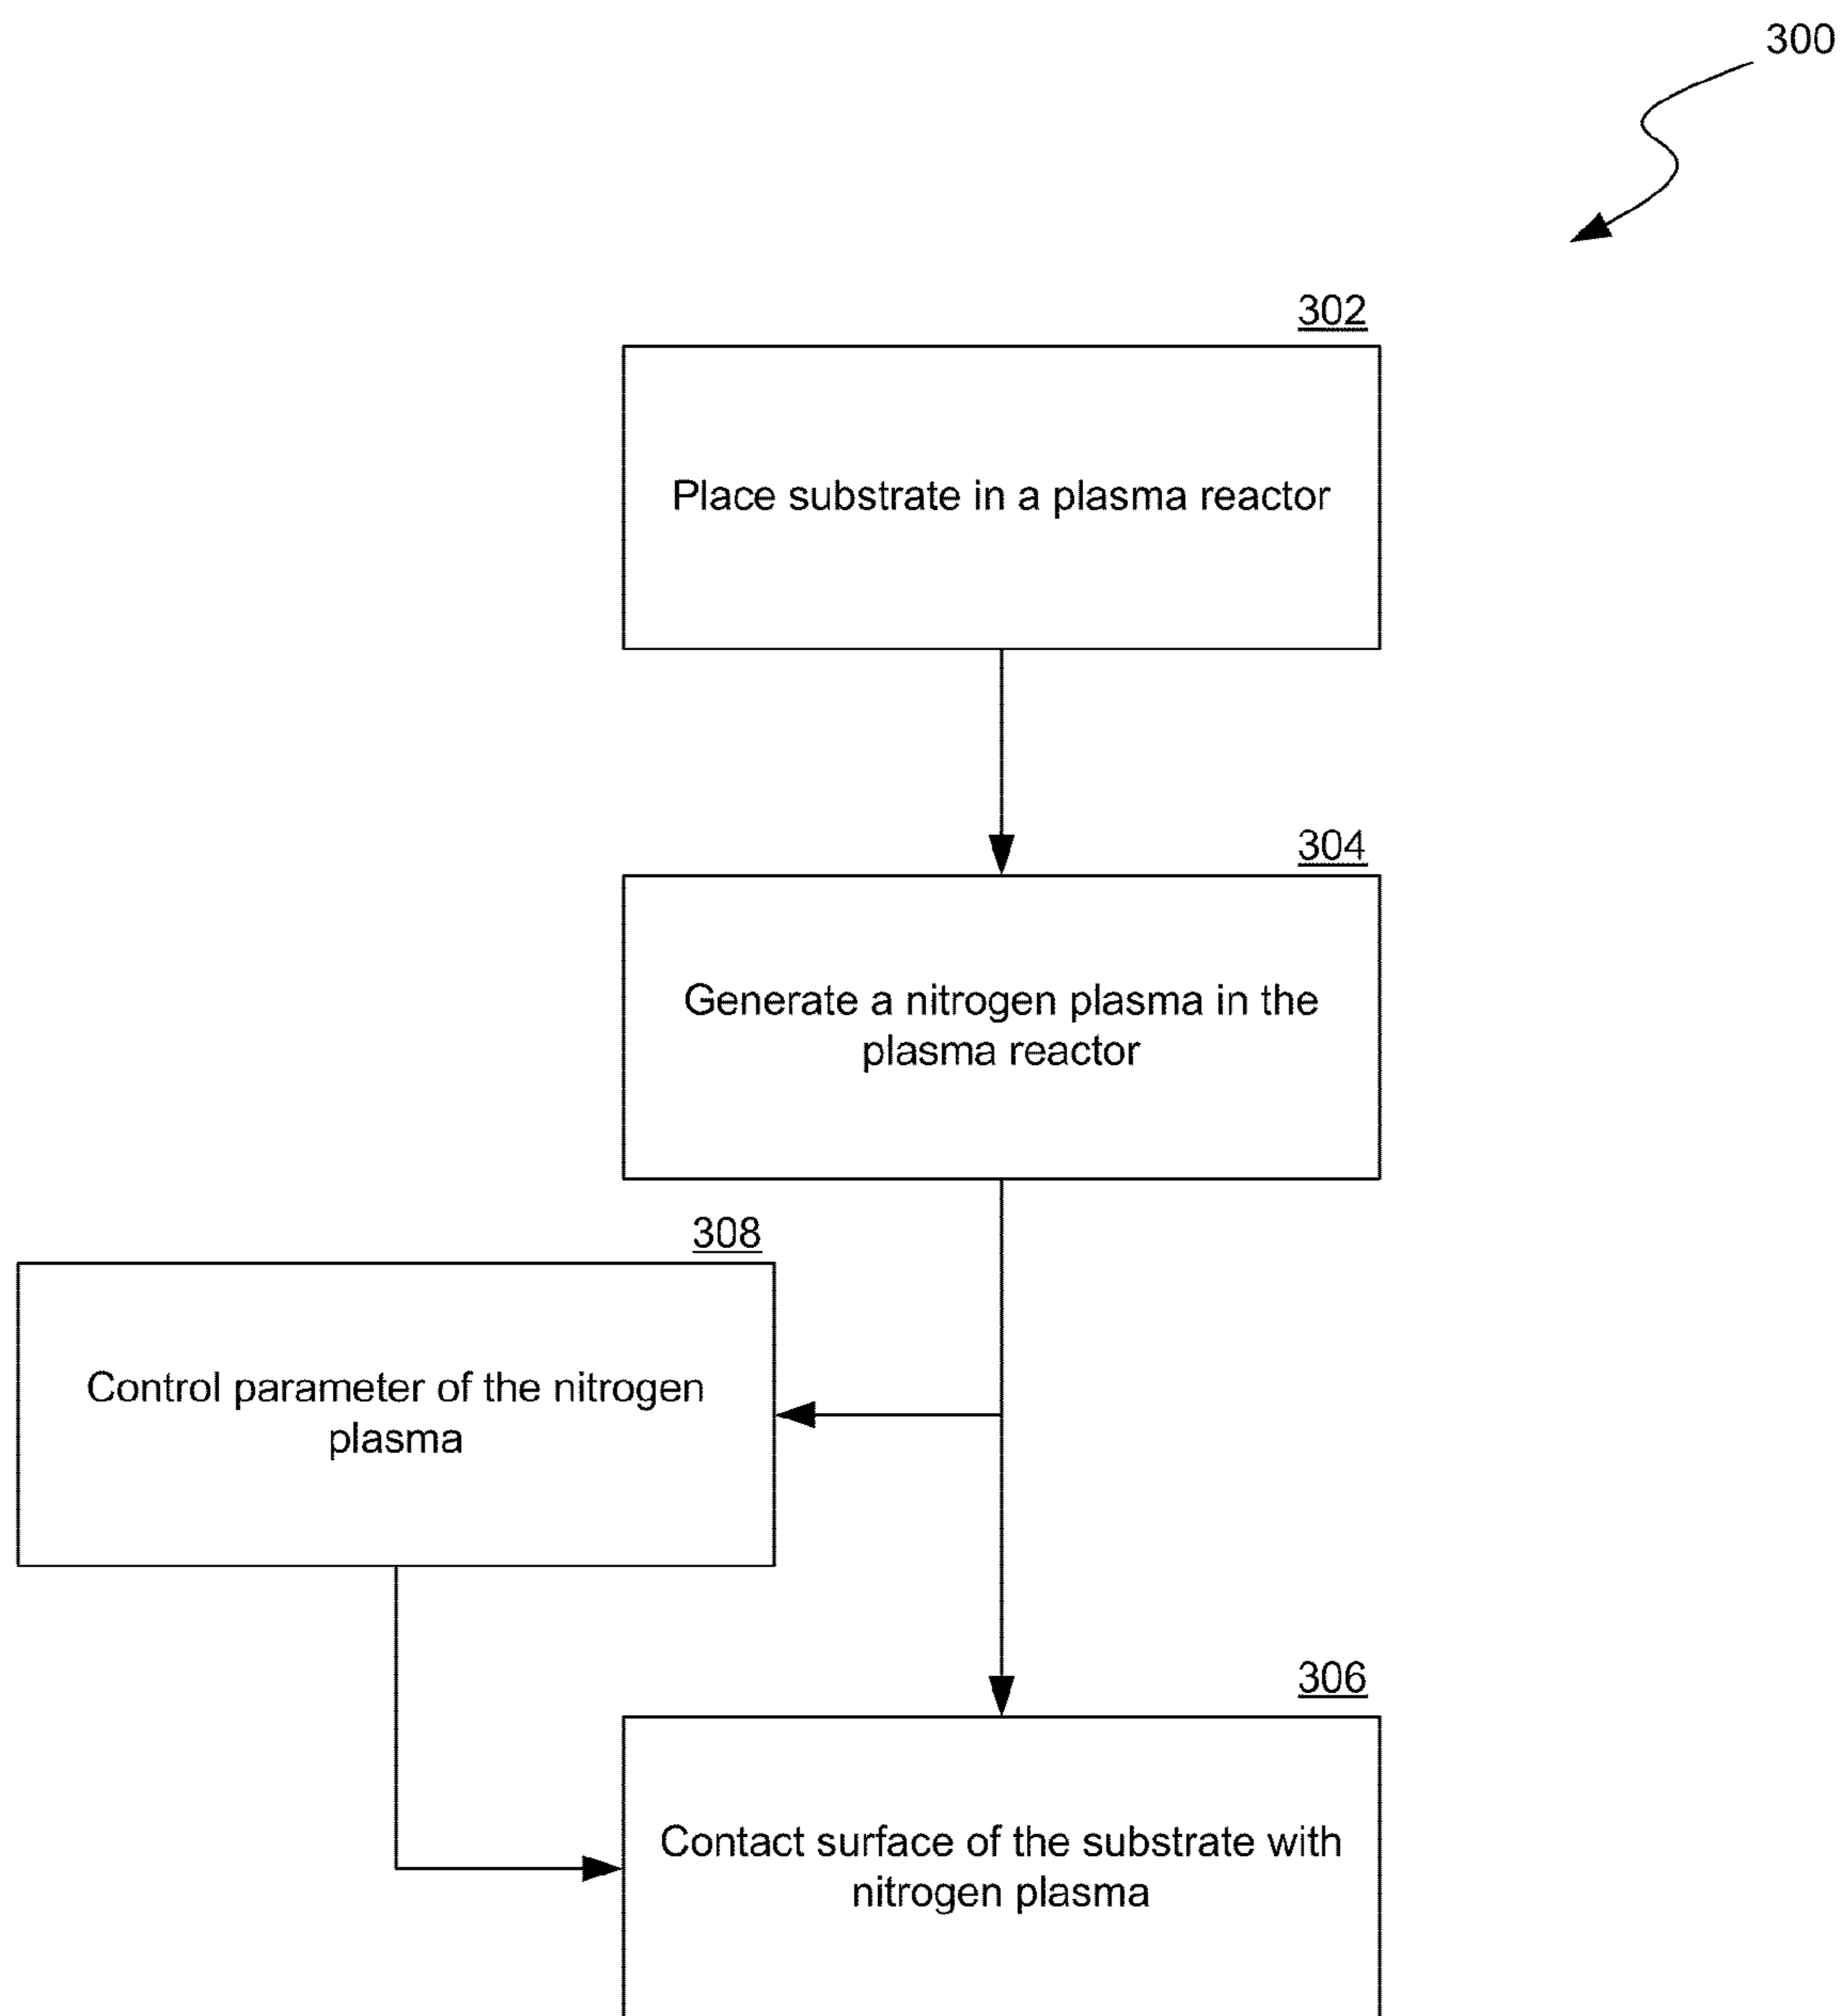 300
302
Place substrate in a plasma reactor
304
Generate a nitrogen plasma in the
plasma reactor
308
Control parameter of the nitrogen
plasma
306
Contact surface of the substrate with
nitrogen plasma